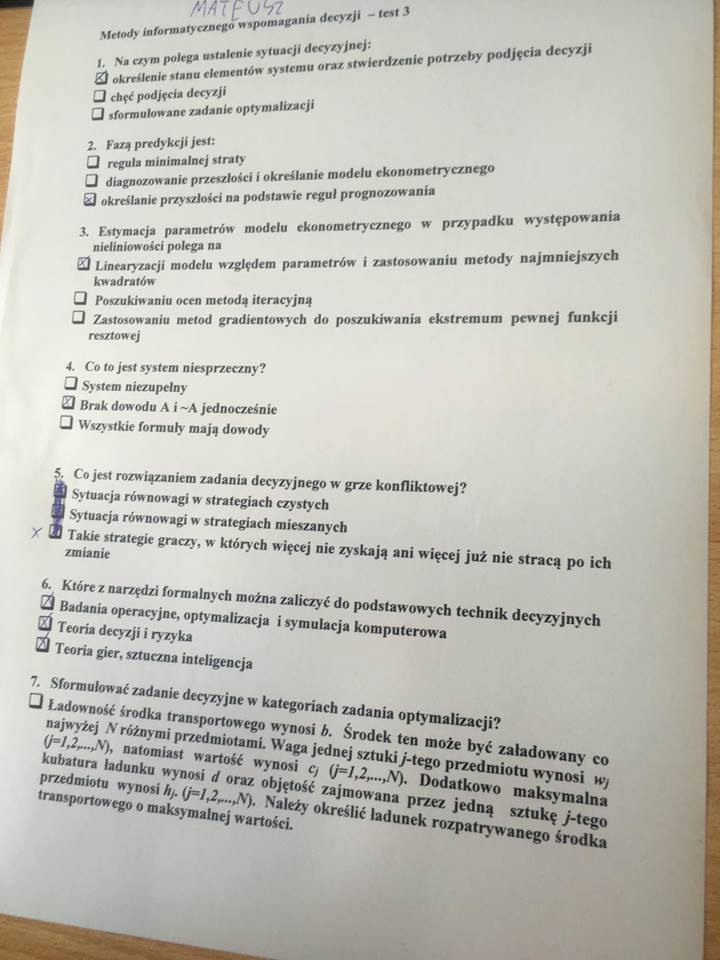 MATEUSZ
Metody informatycznego wspomagania decyzji – test 3
1. Na czym polega ustalenie sytuacji decyzyjnej:
☒ określenie stanu elementów systemu oraz stwierdzenie potrzeby podjęcia decyzji
☐ chęć podjęcia decyzji
☐ sformułowane zadanie optymalizacji
2. Fazą predykcji jest:
☐ reguła minimalnej straty
☐ diagnozowanie przeszłości i określanie modelu ekonometrycznego
☒ określanie przyszłości na podstawie reguł prognozowania
3. Estymacja parametrów modelu ekonometrycznego w przypadku występowania
nieliniowości polega na
☒ Linearyzacji modelu względem parametrów i zastosowaniu metody najmniejszych
kwadratów
☐ Poszukiwaniu ocen metodą iteracyjną
☐ Zastosowaniu metod gradientowych do poszukiwania ekstremum pewnej funkcji
resztowej
4. Co to jest system niesprzeczny?
☐ System niezupełny
☒ Brak dowodu A i ~A jednocześnie
☐ Wszystkie formuły mają dowody
5. Co jest rozwiązaniem zadania decyzyjnego w grze konfliktowej?
Sytuacja równowagi w strategiach czystych
Sytuacja równowagi w strategiach mieszanych
x ☒ Takie strategie graczy, w których więcej nie zyskają ani więcej już nie stracą po ich
zmianie
6. Które z narzędzi formalnych można zaliczyć do podstawowych technik decyzyjnych
☒ Badania operacyjne, optymalizacja i symulacja komputerowa
☒ Teoria decyzji i ryzyka
☒ Teoria gier, sztuczna inteligencja
7. Sformułować zadanie decyzyjne w kategoriach zadania optymalizacji?
☐ Ładowność środka transportowego wynosi b. Środek ten może być załadowany co
najwyżej N różnymi przedmiotami. Waga jednej sztuki j-tego przedmiotu wynosi wj
(j=1,2,...,N), natomiast wartość wynosi cj (j=1,2,...,N). Dodatkowo maksymalna
kubatura ładunku wynosi d oraz objętość zajmowana przez jedną sztukę j-tego
przedmiotu wynosi hj. (j=1,2,...,N). Należy określić ładunek rozpatrywanego środka
transportowego o maksymalnej wartości.